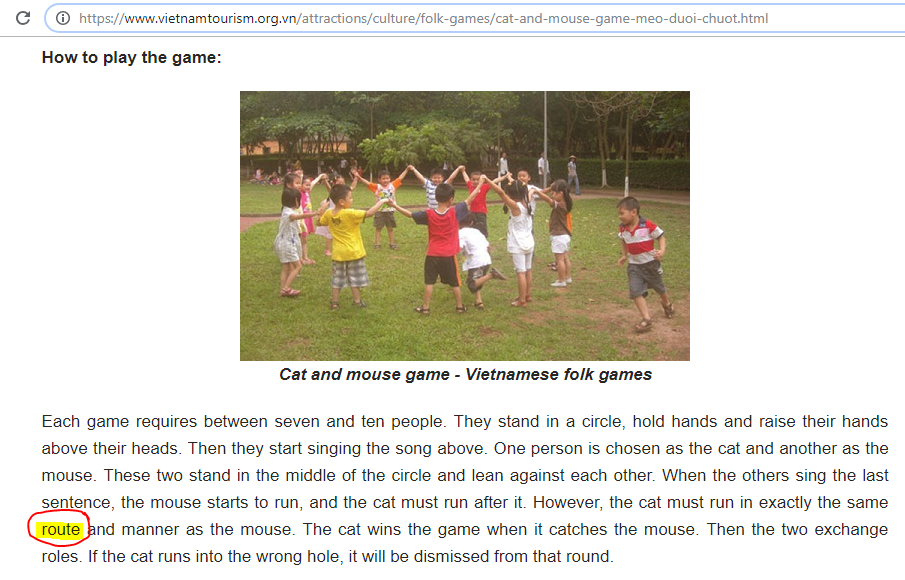 https://www.vietnamtourism.org.vn/attractions/culture/folk-games/cat-and-mouse-game-meo-duoi-chuot.html
How to play the game:
Cat and mouse game - Vietnamese folk games
Each game requires between seven and ten people. They stand in a circle, hold hands and raise their hands
above their heads. Then they start singing the song above. One person is chosen as the cat and another as the
mouse. These two stand in the middle of the circle and lean against each other. When the others sing the last
sentence, the mouse starts to run, and the cat must run after it. However, the cat must run in exactly the same
route and manner as the mouse. The cat wins the game when it catches the mouse. Then the two exchange
roles. If the cat runs into the wrong hole, it will be dismissed from that round.